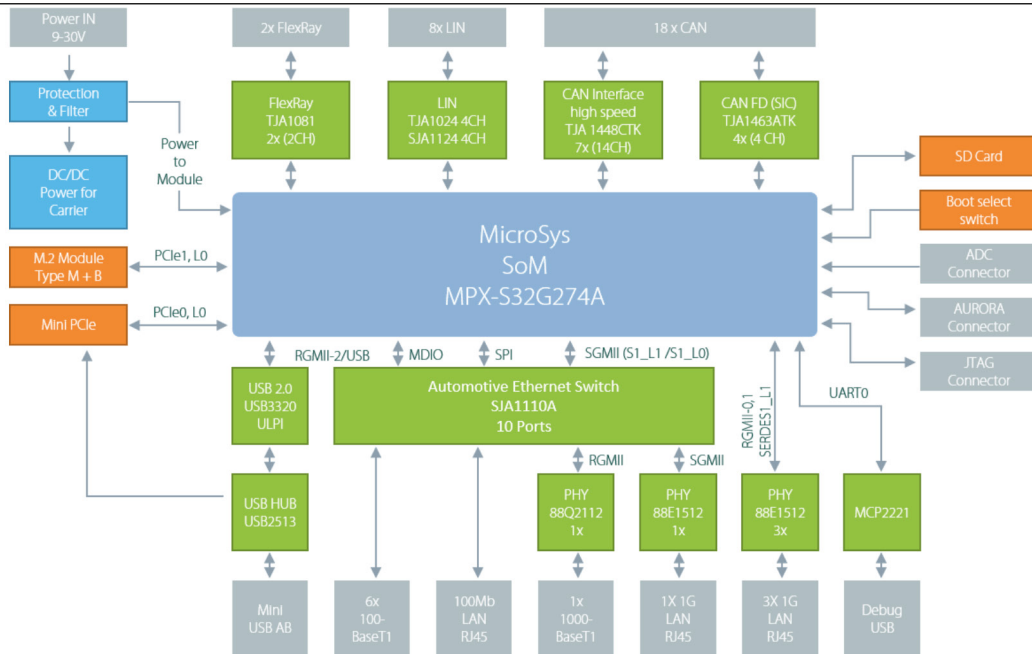 Power IN
9-30V
2x FlexRay
8x LIN
18 x CAN
Protection
& Filter
FlexRay
TJA1081
2x (2CH)
LIN
TJA1024 4CH
SJA1124 4CH
CAN Interface
high speed
TJA 1448CTK
7x (14CH)
CAN FD (SIC)
TJA1463ATK
4x (4 CH)
Power
to
Module
DC/DC
Power for
Carrier
SD Card
Boot select
switch
MicroSys
SoM
MPX-S32G274A
M.2 Module
Type M + B
PCIe1, L0
ADC
Connector
Mini PCIe
PCIe0, L0
AURORA
Connector
JTAG
Connector
RGMII-2/USB
MDIO
SPI
SGMII (S1_L1 /S1_L0)
USB 2.0
USB3320
ULPI
Automotive Ethernet Switch
SJA1110A
10 Ports
RGMII-0,1
SERDES1_L1
UART0
RGMII
SGMII
USB HUB
USB2513
PHY
88Q2112
1x
PHY
88E1512
1x
PHY
88E1512
3x
MCP2221
Mini
USB AB
6x
100-
BaseT1
100Mb
LAN
RJ45
1x
1000-
BaseT1
1X 1G
LAN
RJ45
3X 1G
LAN
RJ45
Debug
USB